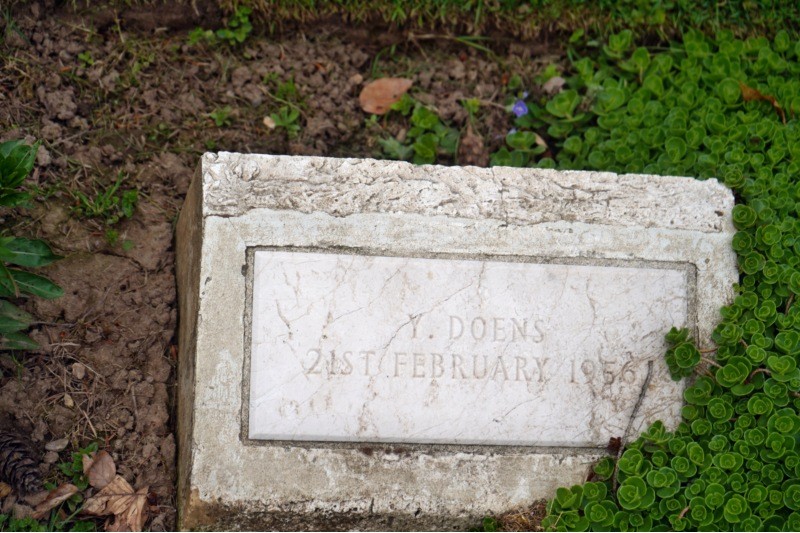 Y. DOENS
21ST FEBRUARY 1956